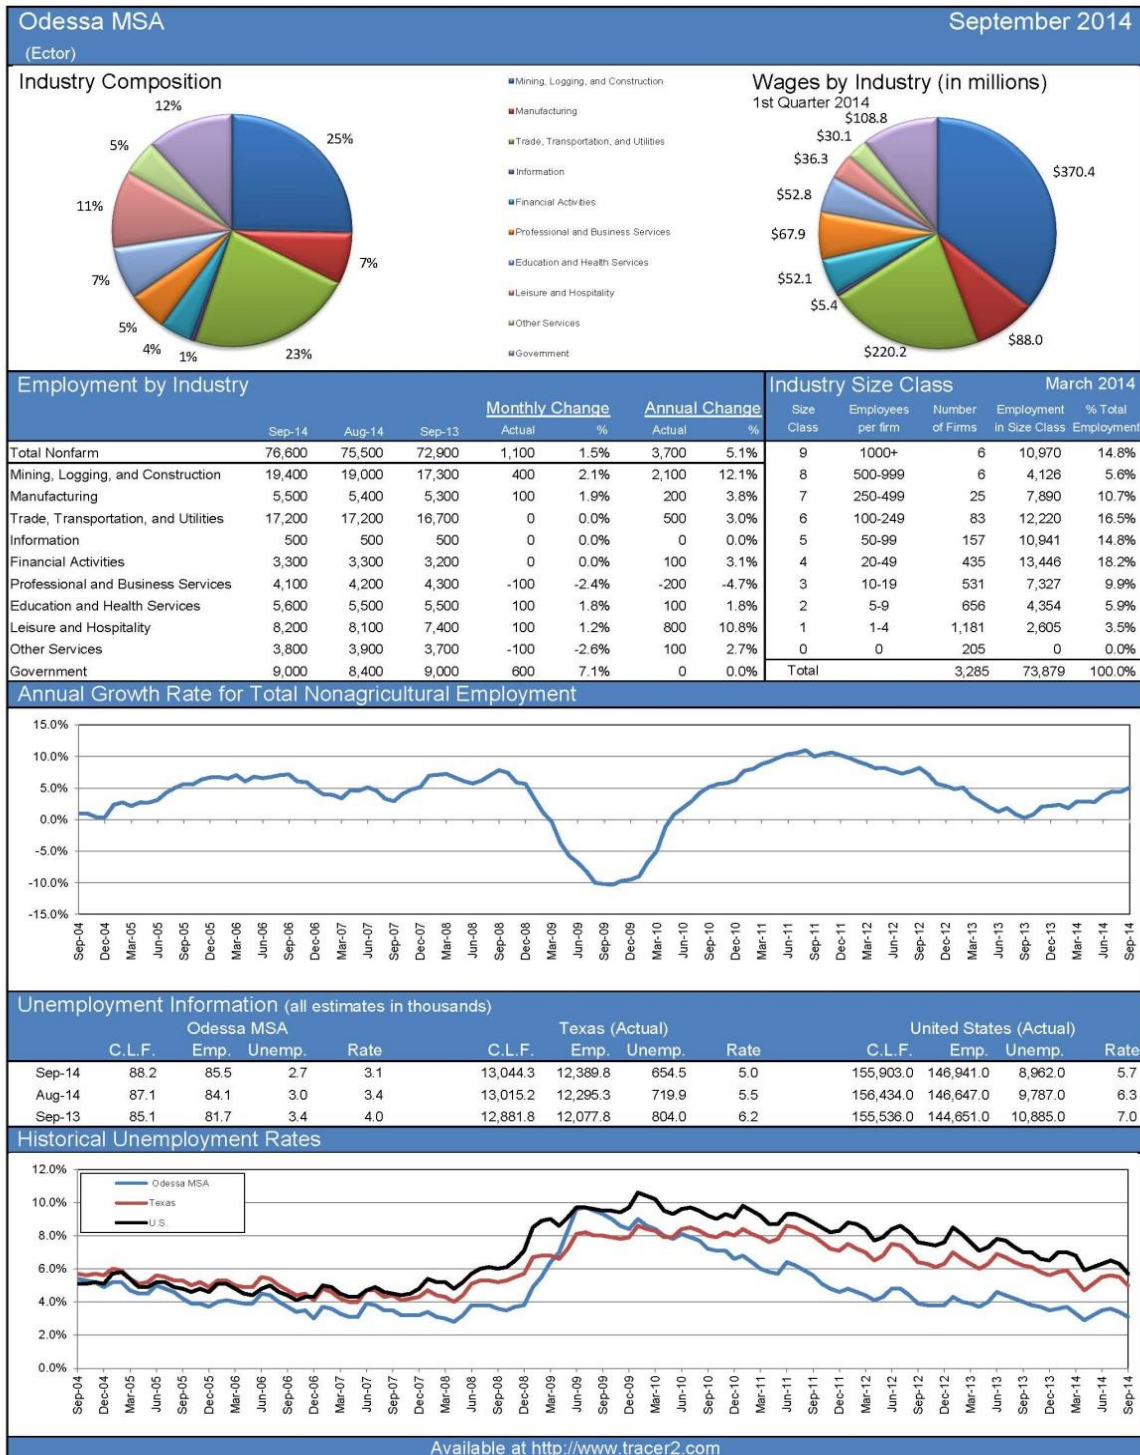 Odessa MSA September 2014
(Ector)
Industry Composition
12%
25%
5%
11%
7%
7%
5%
4%
1%
23%
Mining, Logging, and Construction
Manufacturing
Trade, Transportation, and Utilities
Information
Financial Activities
Professional and Business Services
Education and Health Services
Leisure and Hospitality
Other Services
Government
Wages by Industry (in millions)
1st Quarter 2014
$108.8
$30.1
$36.3
$370.4
$52.8
$67.9
$52.1
$5.4
$88.0
$220.2
Employment by Industry
Monthly Change Annual Change
Sep-14 Aug-14 Sep-13 Actual % Actual %
Total Nonfarm 76,600 75,500 72,900 1,100 1.5% 3,700 5.1%
Mining, Logging, and Construction 19,400 19,000 17,300 400 2.1% 2,100 12.1%
Manufacturing 5,500 5,400 5,300 100 1.9% 200 3.8%
Trade, Transportation, and Utilities 17,200 17,200 16,700 0 0.0% 500 3.0%
Information 500 500 500 0 0.0% 0 0.0%
Financial Activities 3,300 3,300 3,200 0 0.0% 100 3.1%
Professional and Business Services 4,100 4,200 4,300 -100 -2.4% -200 -4.7%
Education and Health Services 5,600 5,500 5,500 100 1.8% 100 1.8%
Leisure and Hospitality 8,200 8,100 7,400 100 1.2% 800 10.8%
Other Services 3,800 3,900 3,700 -100 -2.6% 100 2.7%
Government 9,000 8,400 9,000 600 7.1% 0 0.0%
Industry Size Class March 2014
Size Employees Number Employment % Total
Class per firm of Firms in Size Class Employment
9 1000+ 6 10,970 14.8%
8 500-999 6 4,126 5.6%
7 250-499 25 7,890 10.7%
6 100-249 83 12,220 16.5%
5 50-99 157 10,941 14.8%
4 20-49 435 13,446 18.2%
3 10-19 531 7,327 9.9%
2 5-9 656 4,354 5.9%
1 1-4 1,181 2,605 3.5%
0 0 205 0 0.0%
Total 3,285 73,879 100.0%
Annual Growth Rate for Total Nonagricultural Employment
15.0%
10.0%
5.0%
0.0%
-5.0%
-10.0%
-15.0%
Sep-04 Dec-04 Mar-05 Jun-05 Sep-05 Dec-05 Mar-06 Jun-06 Sep-06 Dec-06 Mar-07 Jun-07 Sep-07 Dec-07 Mar-08 Jun-08 Sep-08 Dec-08 Mar-09 Jun-09 Sep-09 Dec-09 Mar-10 Jun-10 Sep-10 Dec-10 Mar-11 Jun-11 Sep-11 Dec-11 Mar-12 Jun-12 Sep-12 Dec-12 Mar-13 Jun-13 Sep-13 Dec-13 Mar-14 Jun-14 Sep-14
Unemployment Information (all estimates in thousands)
Odessa MSA Texas (Actual) United States (Actual)
C.L.F. Emp. Unemp. Rate C.L.F. Emp. Unemp. Rate C.L.F. Emp. Unemp. Rate
Sep-14 88.2 85.5 2.7 3.1 13,044.3 12,389.8 654.5 5.0 155,903.0 146,941.0 8,962.0 5.7
Aug-14 87.1 84.1 3.0 3.4 13,015.2 12,295.3 719.9 5.5 156,434.0 146,647.0 9,787.0 6.3
Sep-13 85.1 81.7 3.4 4.0 12,881.8 12,077.8 804.0 6.2 155,536.0 144,651.0 10,885.0 7.0
Historical Unemployment Rates
12.0%
10.0%
8.0%
6.0%
4.0%
2.0%
0.0%
Odessa MSA
Texas
U.S.
Sep-04 Dec-04 Mar-05 Jun-05 Sep-05 Dec-05 Mar-06 Jun-06 Sep-06 Dec-06 Mar-07 Jun-07 Sep-07 Dec-07 Mar-08 Jun-08 Sep-08 Dec-08 Mar-09 Jun-09 Sep-09 Dec-09 Mar-10 Jun-10 Sep-10 Dec-10 Mar-11 Jun-11 Sep-11 Dec-11 Mar-12 Jun-12 Sep-12 Dec-12 Mar-13 Jun-13 Sep-13 Dec-13 Mar-14 Jun-14 Sep-14
Available at http://www.tracer2.com